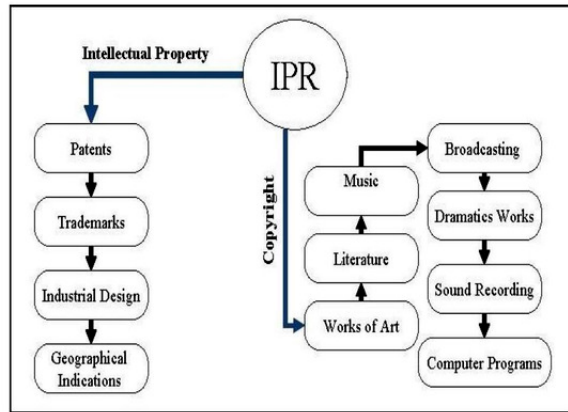 IPR
Intellectual Property
Patents
Trademarks
Industrial Design
Geographical
Indications
Copyright
Works of Art
Literature
Music
Broadcasting
Dramatics Works
Sound Recording
Computer Programs